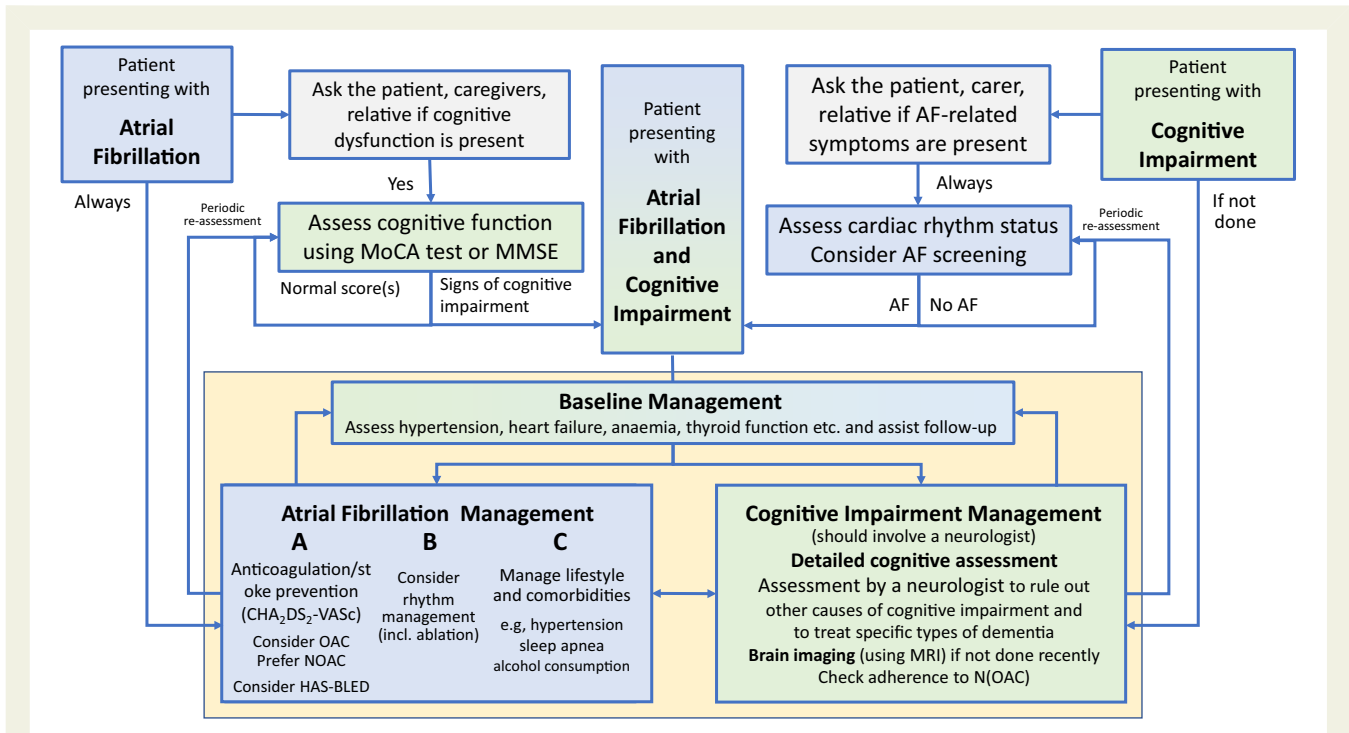 Patient
presenting with
Atrial
Fibrillation
Always
Ask the patient, caregivers,
relative if cognitive
dysfunction is present
Yes
Periodic
re-assessment
Assess cognitive function
using MoCA test or MMSE
Normal score(s)
Signs of cognitive
impairment
Patient
presenting
with
Atrial
Fibrillation
and
Cognitive
Impairment
Ask the patient, carer,
relative if AF-related
symptoms are present
Always
Assess cardiac rhythm status
Consider AF screening
AF
No AF
Periodic
re-assessment
Patient
presenting with
Cognitive
Impairment
If not
done
Baseline Management
Assess hypertension, heart failure, anaemia, thyroid function etc. and assist follow-up
Atrial Fibrillation Management
A
Anticoagulation/st
oke prevention
(CHA₂DS₂-VASc)
Consider OAC
Prefer NOAC
Consider HAS-BLED
B
Consider
rhythm
management
(incl. ablation)
C
Manage lifestyle
and comorbidities
e.g, hypertension
sleep apnea
alcohol consumption
Cognitive Impairment Management
(should involve a neurologist)
Detailed cognitive assessment
Assessment by a neurologist to rule out
other causes of cognitive impairment and
to treat specific types of dementia
Brain imaging (using MRI) if not done recently
Check adherence to N(OAC)